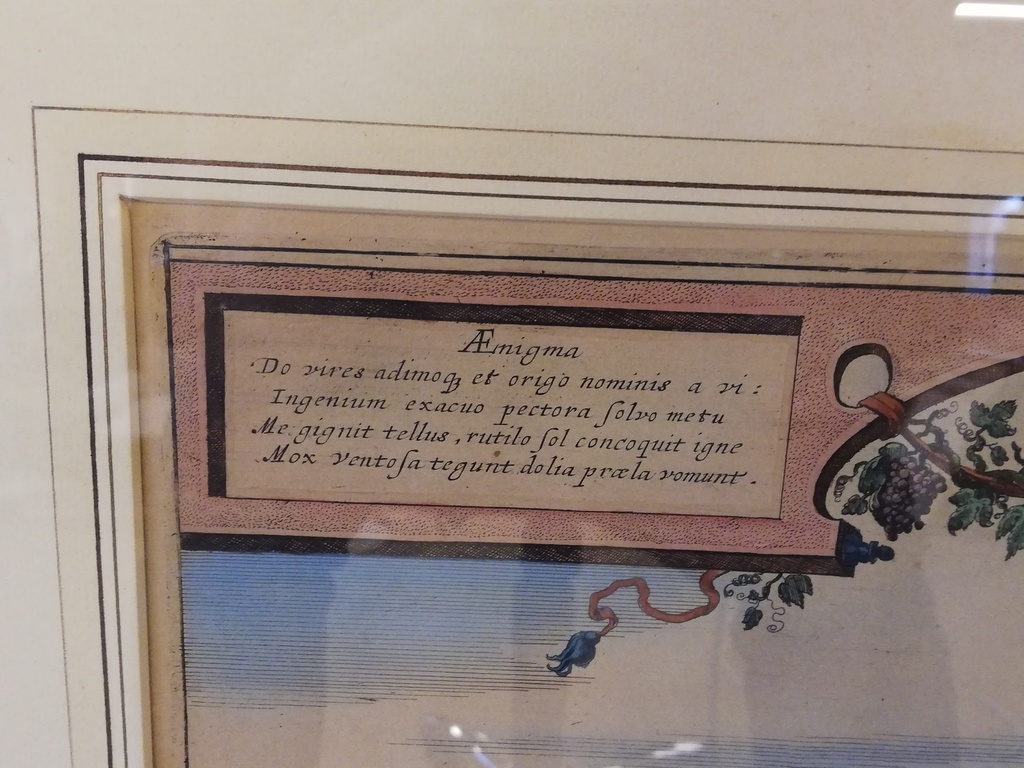 Ænigma
Do vires adimoq̨ et origo nominis a vi:
Ingenium exacuo pectora ſolvo metu
Me gignit tellus, rutilo ſol concoquit igne
Mox ventoſa tegunt dolia præla vomunt.